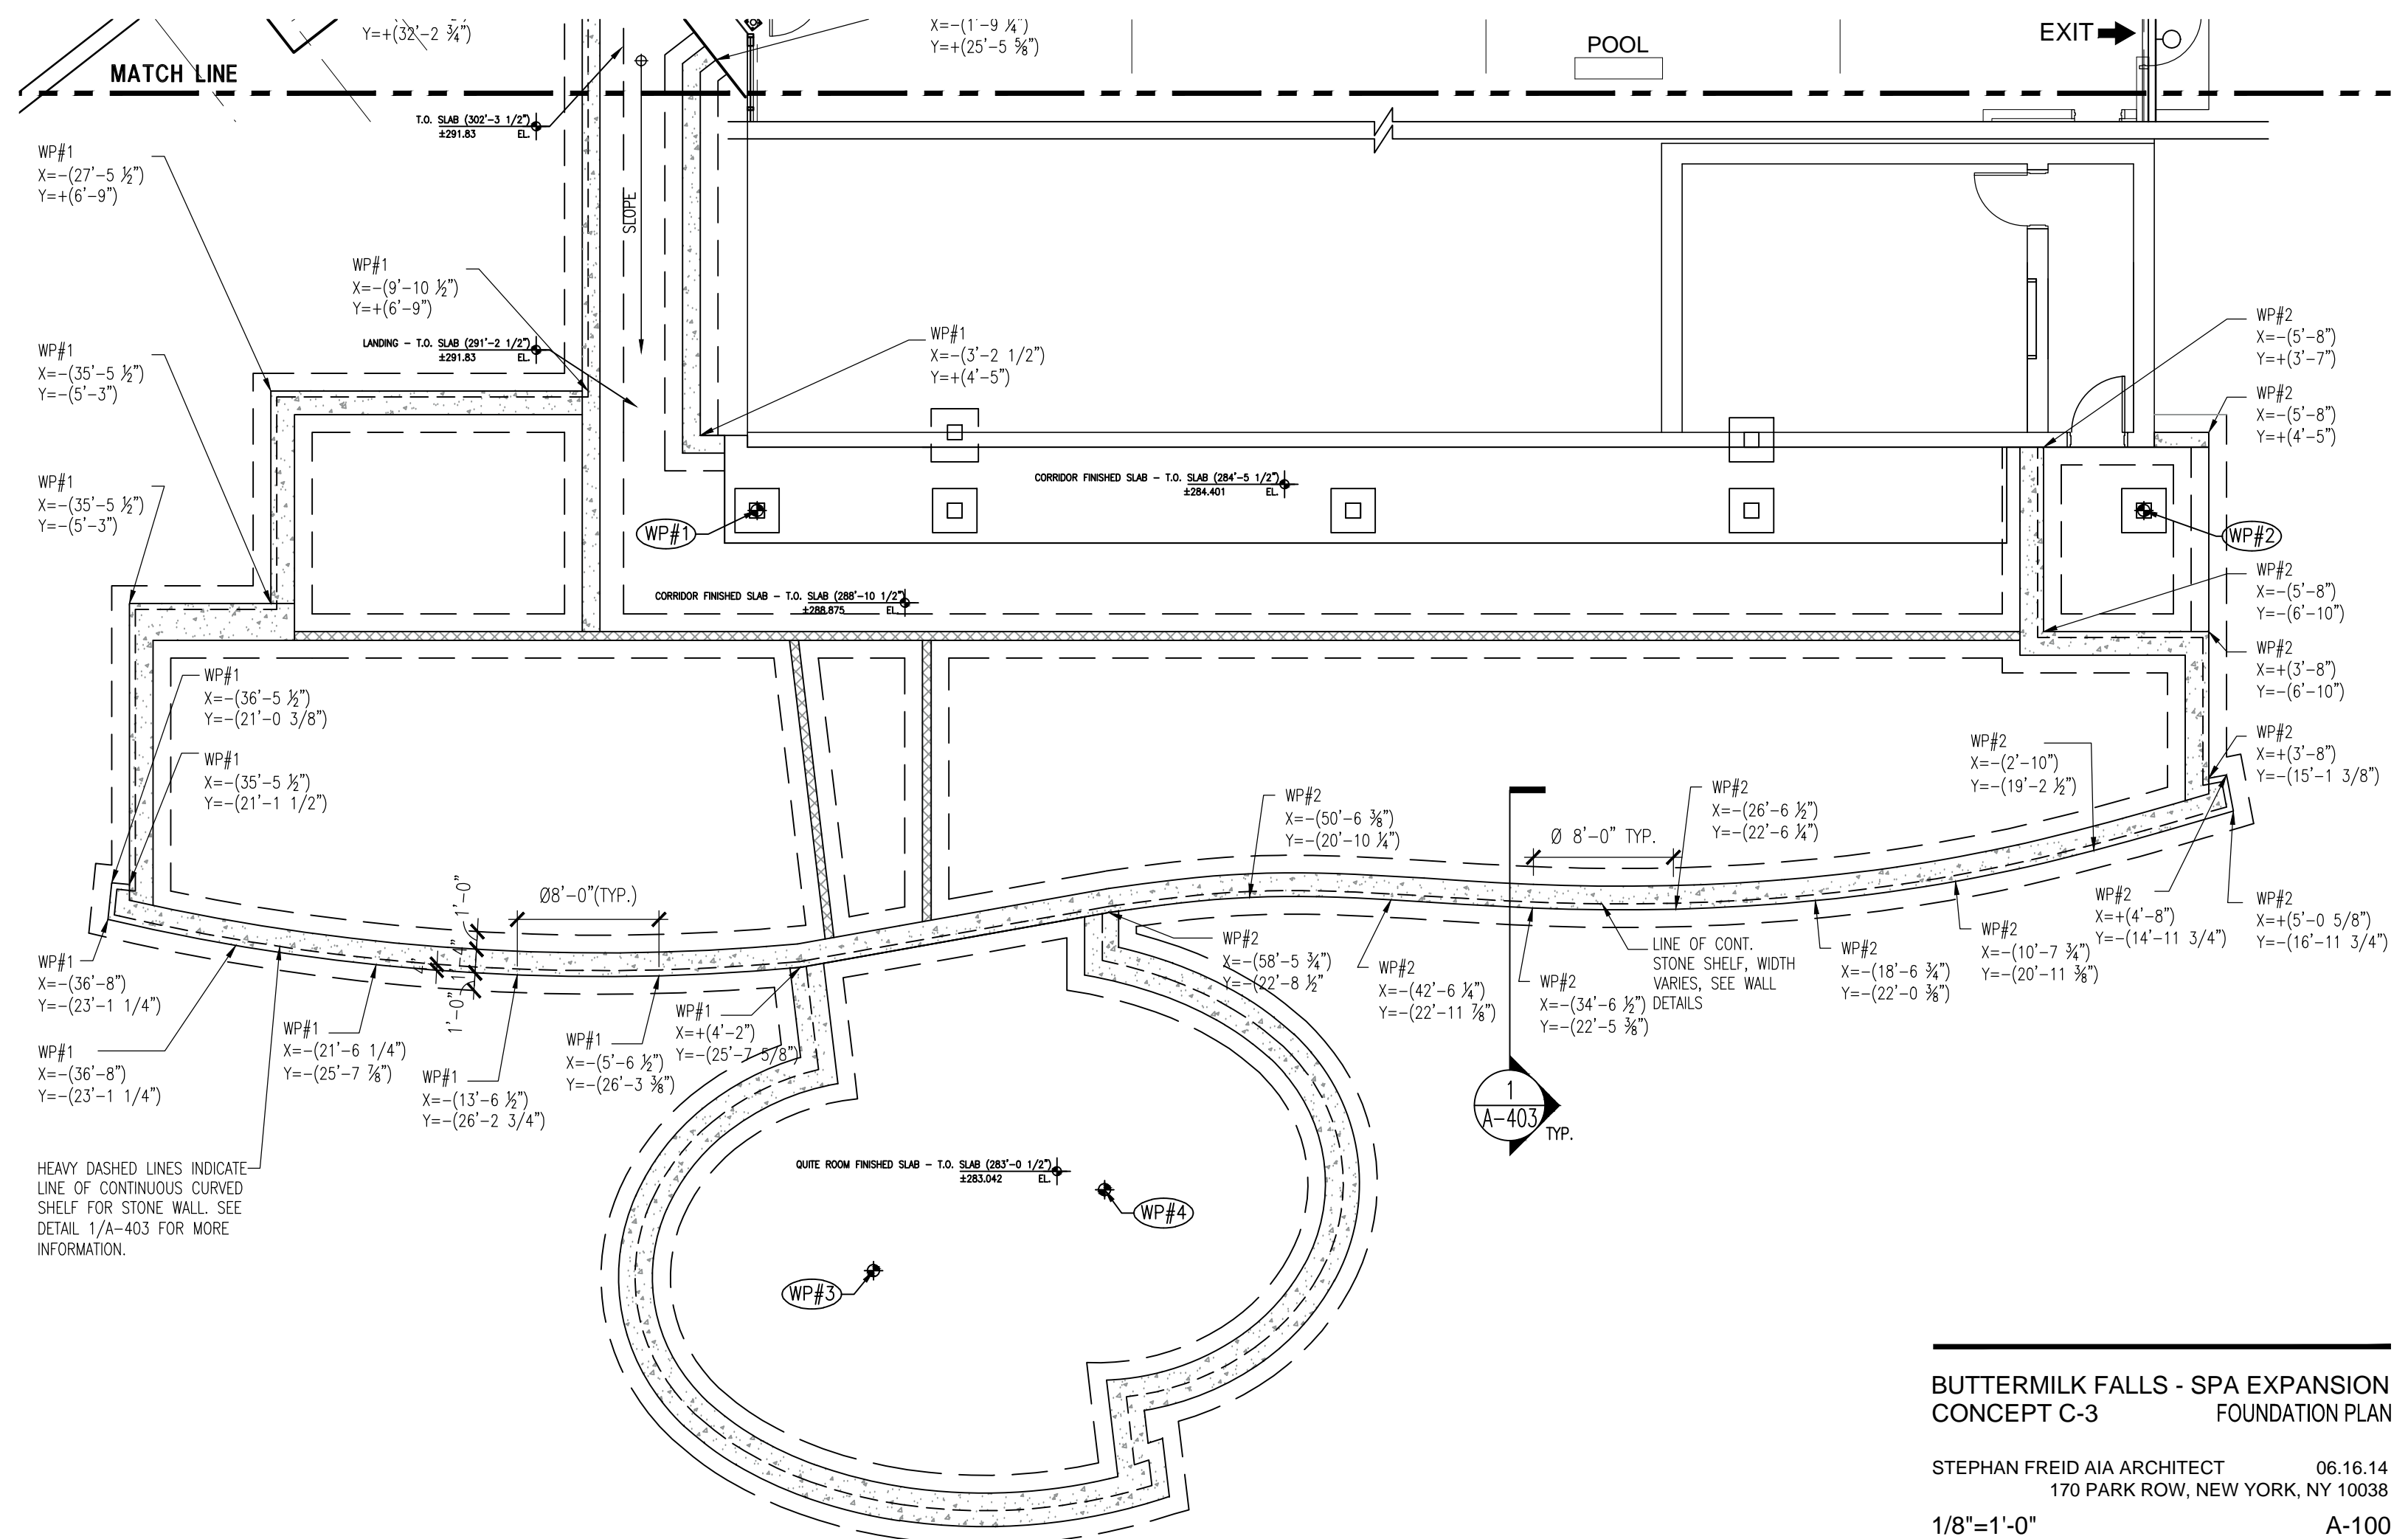 Y=+(32'-2 ¾")
X=-(1'-9 ¼")
Y=+(25'-5 ⅝")
POOL
EXIT
MATCH LINE
T.O. SLAB (302'-3 1/2")
±291.83 EL.
WP#1
X=-(27'-5 ½")
Y=+(6'-9")
SLOPE
WP#1
X=-(9'-10 ½")
Y=+(6'-9")
LANDING - T.O. SLAB (291'-2 1/2")
±291.83 EL.
WP#1
X=-(3'-2 1/2")
Y=+(4'-5")
WP#2
X=-(5'-8")
Y=+(3'-7")
WP#1
X=-(35'-5 ½")
Y=-(5'-3")
WP#2
X=-(5'-8")
Y=+(4'-5")
WP#1
X=-(35'-5 ½")
Y=-(5'-3")
CORRIDOR FINISHED SLAB - T.O. SLAB (284'-5 1/2")
±284.401 EL.
WP#1
WP#2
CORRIDOR FINISHED SLAB - T.O. SLAB (288'-10 1/2")
±288.875 EL.
WP#2
X=-(5'-8")
Y=-(6'-10")
WP#2
X=+(3'-8")
Y=-(6'-10")
WP#1
X=-(36'-5 ½")
Y=-(21'-0 3/8")
WP#1
X=-(35'-5 ½")
Y=-(21'-1 1/2")
WP#2
X=+(3'-8")
Y=-(15'-1 3/8")
WP#2
X=-(2'-10")
Y=-(19'-2 ½")
WP#2
X=-(50'-6 ⅜")
Y=-(20'-10 ¼")
WP#2
X=-(26'-6 ½")
Y=-(22'-6 ¼")
Ø 8'-0" TYP.
Ø8'-0"(TYP.)
1'-0"
1'-4"
4"
1'-0"
WP#2
X=+(4'-8")
Y=-(14'-11 3/4")
WP#2
X=+(5'-0 5/8")
Y=-(16'-11 3/4")
WP#2
X=-(10'-7 ¾")
Y=-(20'-11 ⅜")
WP#2
X=-(18'-6 ¾")
Y=-(22'-0 ⅜")
LINE OF CONT.
STONE SHELF, WIDTH
VARIES, SEE WALL
DETAILS
WP#2
X=-(58'-5 ¾")
Y=-(22'-8 ½"
WP#2
X=-(42'-6 ¼")
Y=-(22'-11 ⅞")
WP#2
X=-(34'-6 ½")
Y=-(22'-5 ⅜")
WP#1
X=-(36'-8")
Y=-(23'-1 1/4")
WP#1
X=-(36'-8")
Y=-(23'-1 1/4")
WP#1
X=-(21'-6 1/4")
Y=-(25'-7 ⅞")
WP#1
X=-(13'-6 ½")
Y=-(26'-2 3/4")
WP#1
X=-(5'-6 ½")
Y=-(26'-3 ⅜")
WP#1
X=+(4'-2")
Y=-(25'-7 5/8")
1
A-403
TYP.
HEAVY DASHED LINES INDICATE
LINE OF CONTINUOUS CURVED
SHELF FOR STONE WALL. SEE
DETAIL 1/A-403 FOR MORE
INFORMATION.
QUITE ROOM FINISHED SLAB - T.O. SLAB (283'-0 1/2")
±283.042 EL.
WP#4
WP#3
BUTTERMILK FALLS - SPA EXPANSION
CONCEPT C-3 FOUNDATION PLAN
STEPHAN FREID AIA ARCHITECT 06.16.14
170 PARK ROW, NEW YORK, NY 10038
1/8"=1'-0" A-100